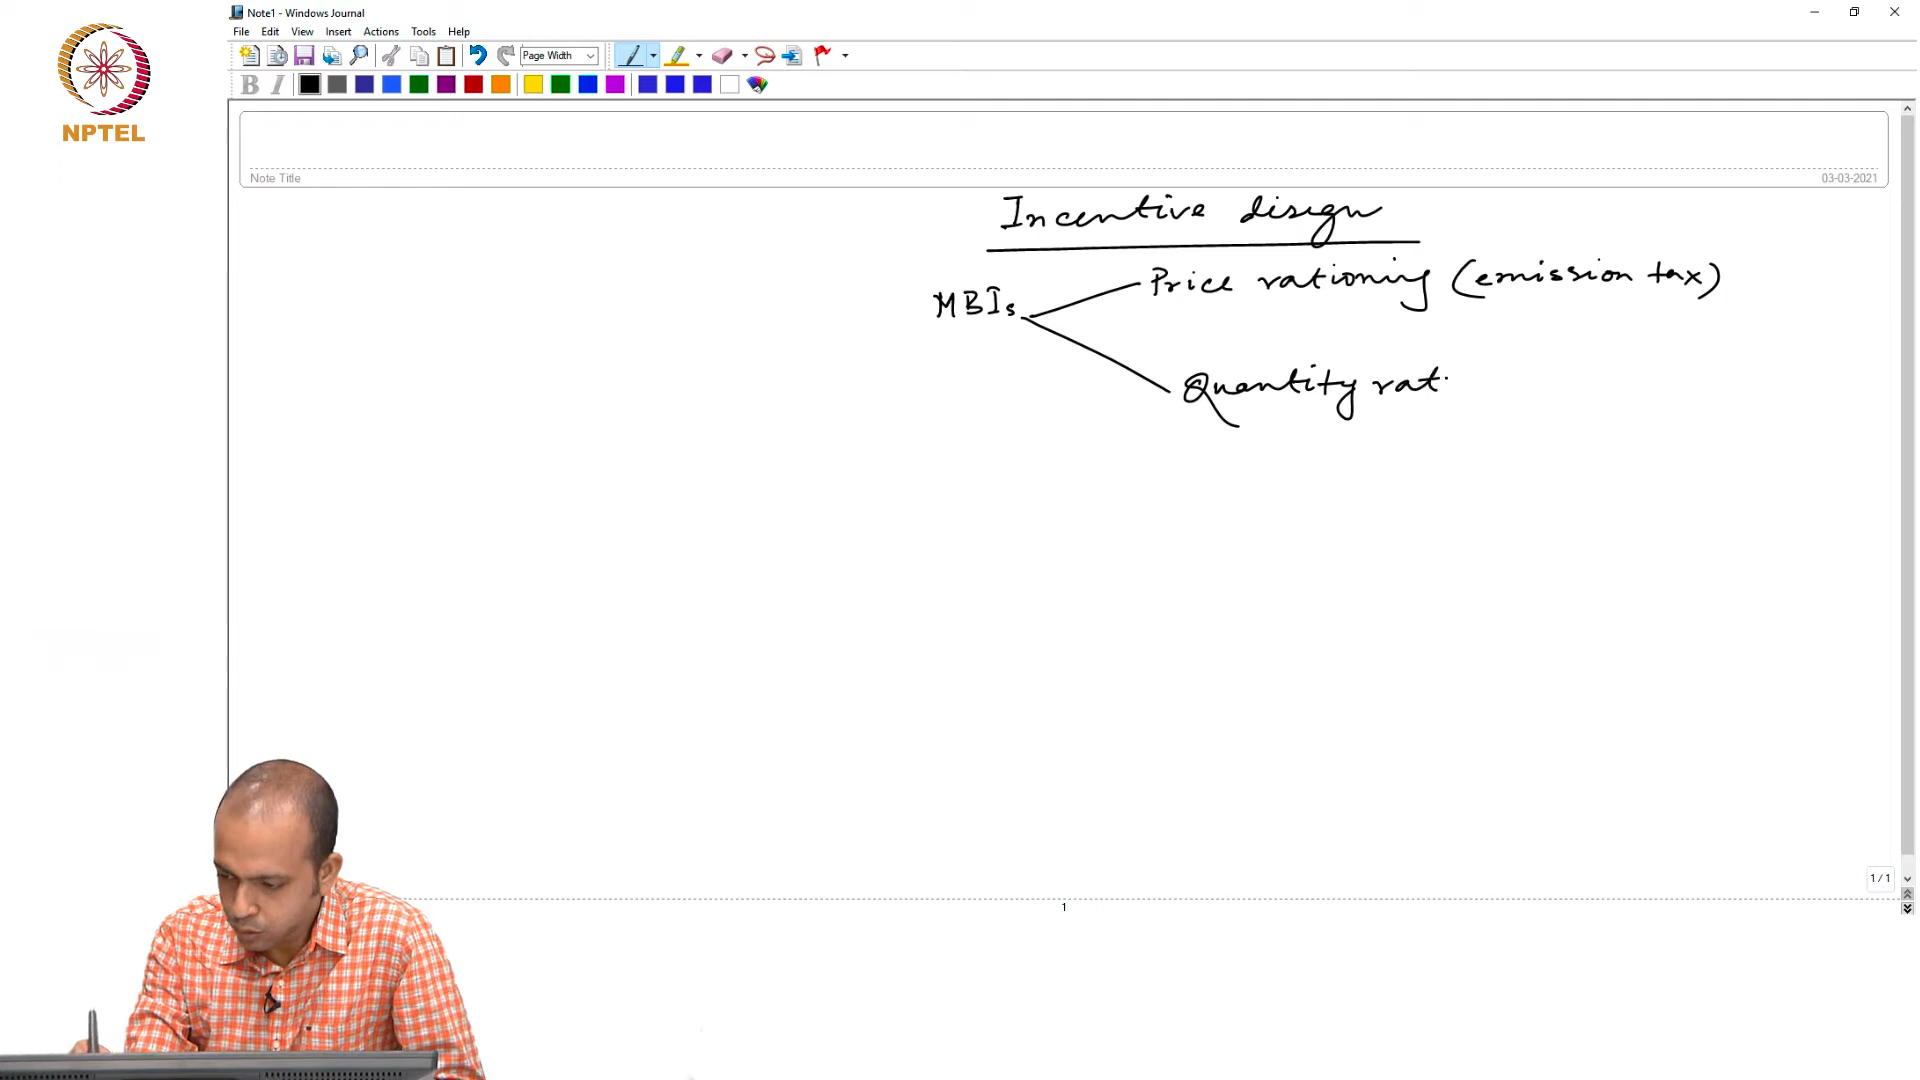 Note1 - Windows Journal
File Edit View Insert Actions Tools Help
Page Width
B I
NPTEL
Note Title
03-03-2021
Incentive disign
MBIs
Price rationing (emission tax)
Quantity rat
1 / 1
1